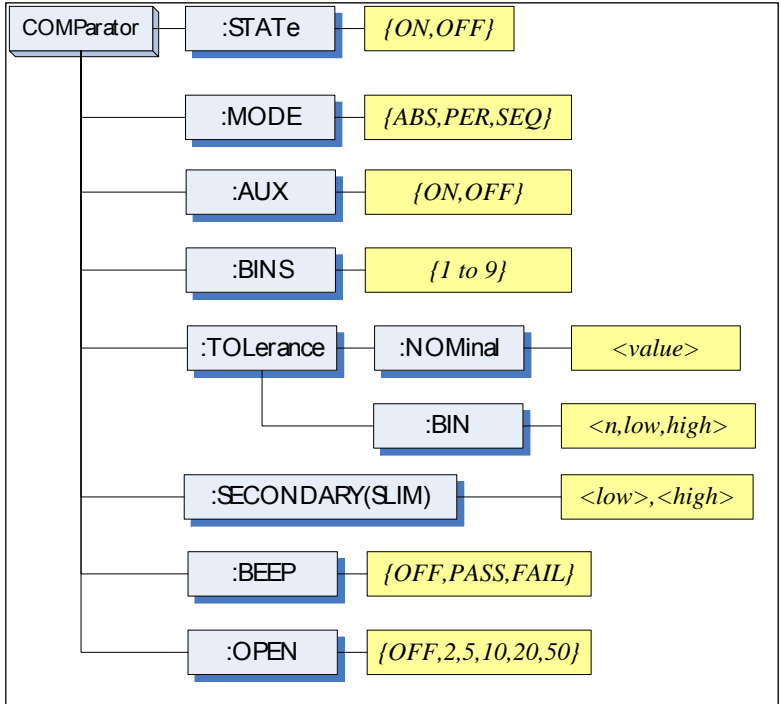 COMParator :STATe {ON,OFF}
:MODE {ABS,PER,SEQ}
:AUX {ON,OFF}
:BINS {1 to 9}
:TOLerance :NOMinal <value>
:BIN <n,low,high>
:SECONDARY(SLIM) <low>,<high>
:BEEP {OFF,PASS,FAIL}
:OPEN {OFF,2,5,10,20,50}